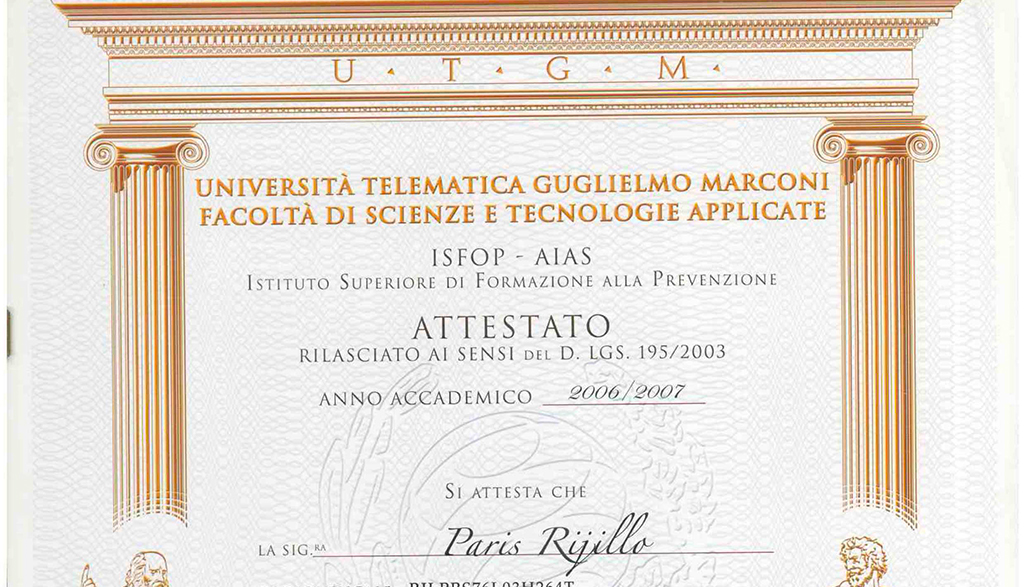 U · T · G · M ·
UNIVERSITÀ TELEMATICA GUGLIELMO MARCONI
FACOLTÀ DI SCIENZE E TECNOLOGIE APPLICATE
ISFOP - AIAS
ISTITUTO SUPERIORE DI FORMAZIONE ALLA PREVENZIONE
ATTESTATO
RILASCIATO AI SENSI DEL D. LGS. 195/2003
ANNO ACCADEMICO 2006/2007
SI ATTESTA CHE
LA SIG.RA Paris Rijillo